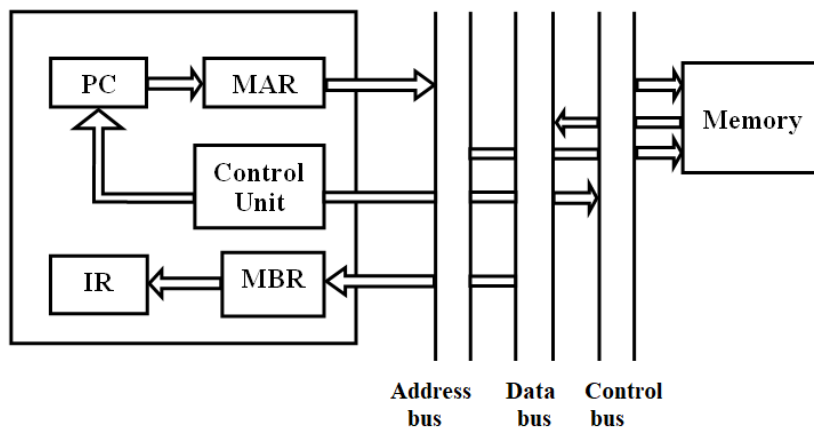 PC
MAR
Memory
Control
Unit
IR
MBR
Address
bus
Data
bus
Control
bus